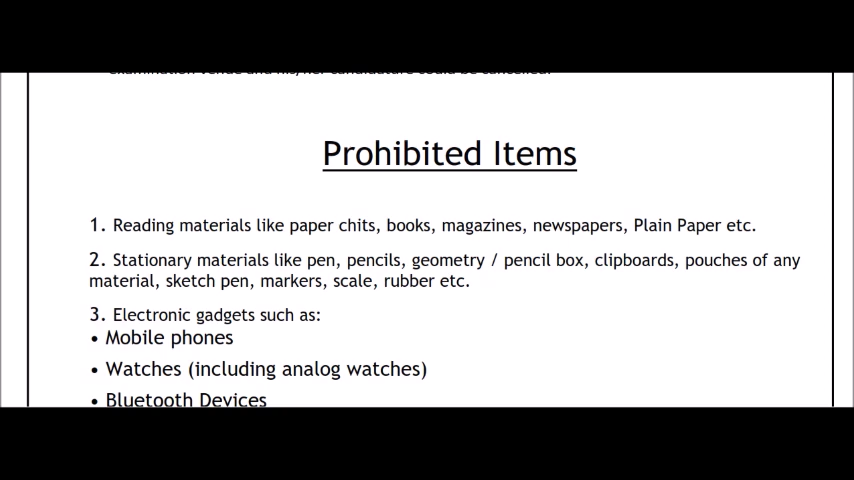 examination venue and his/her candidature could be cancelled.
Prohibited Items
1. Reading materials like paper chits, books, magazines, newspapers, Plain Paper etc.
2. Stationary materials like pen, pencils, geometry / pencil box, clipboards, pouches of any
material, sketch pen, markers, scale, rubber etc.
3. Electronic gadgets such as:
• Mobile phones
• Watches (including analog watches)
• Bluetooth Devices